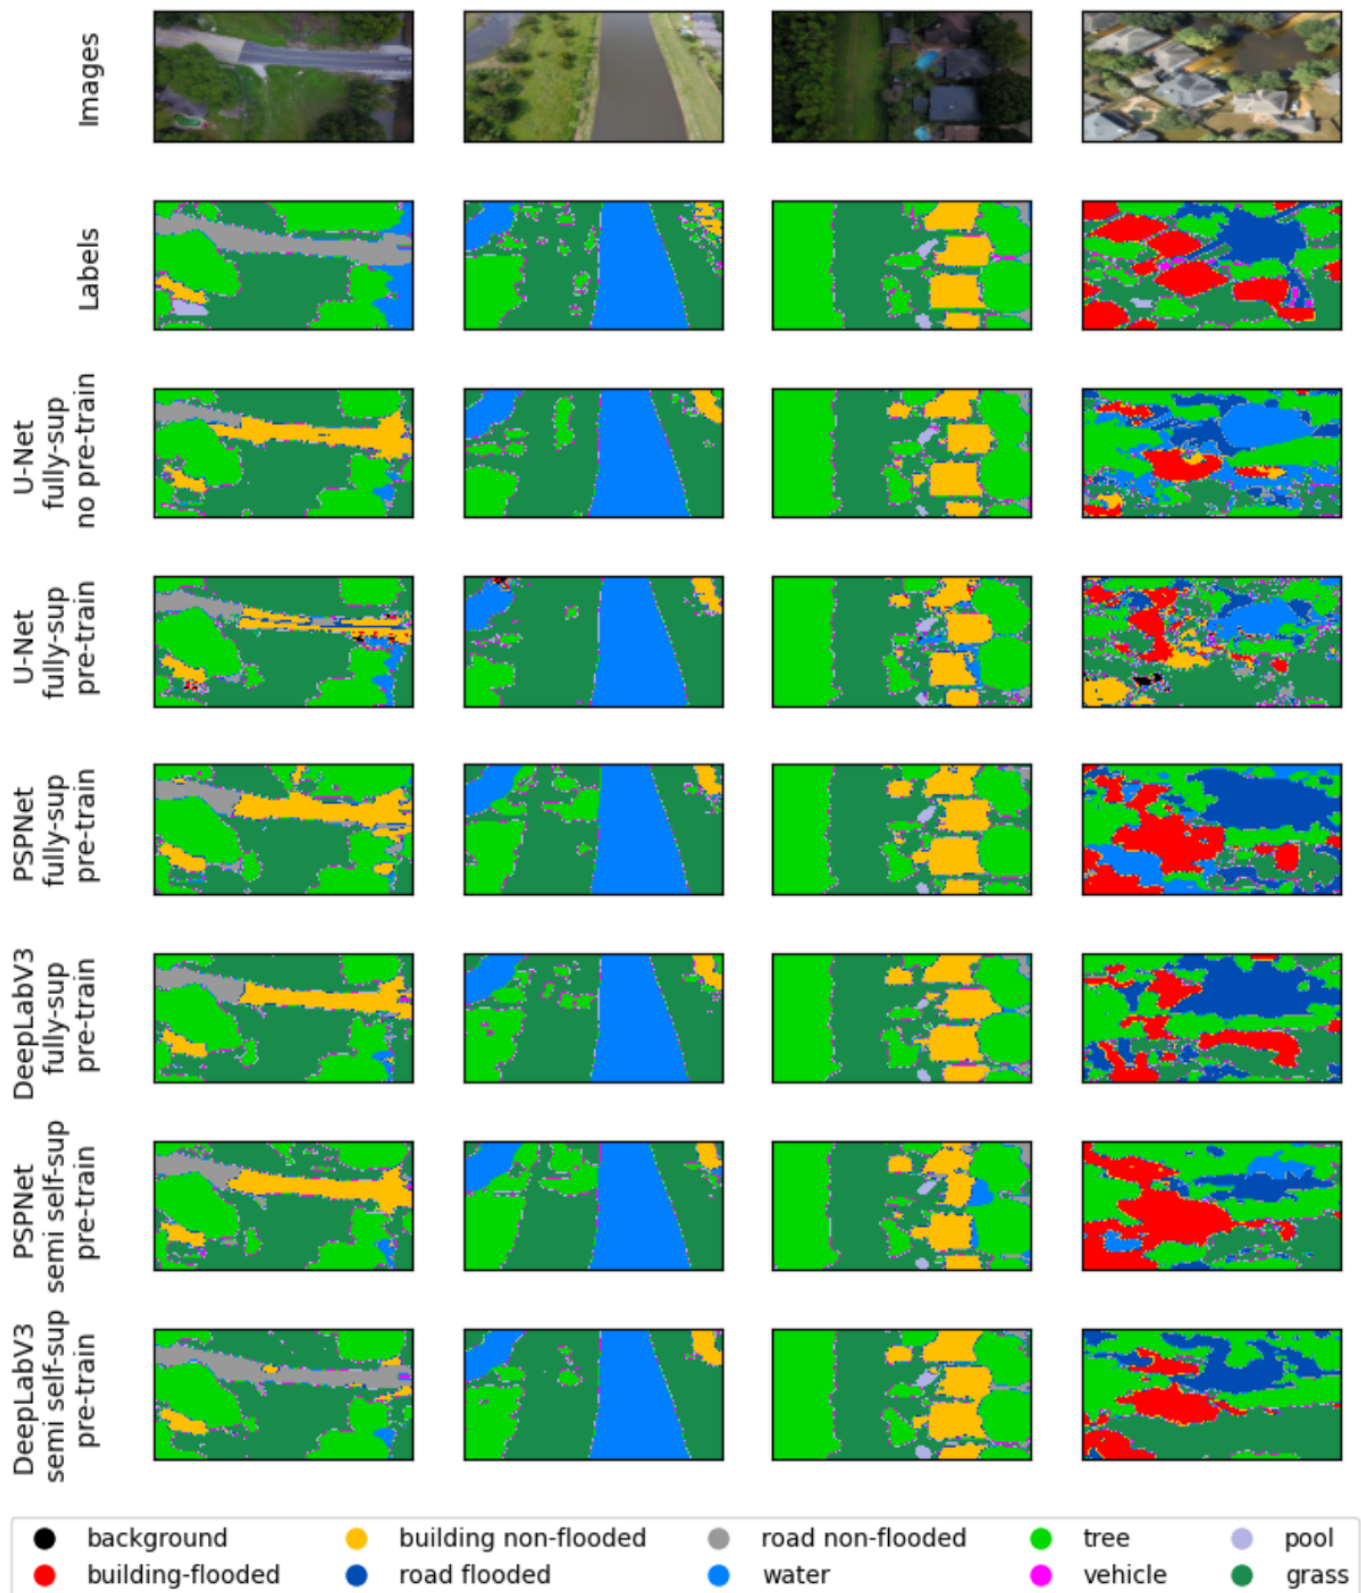 Images
Labels
U-Net
fully-sup
no pre-train
U-Net
fully-sup
pre-train
PSPNet
fully-sup
pre-train
DeepLabV3
fully-sup
pre-train
PSPNet
semi self-sup
pre-train
DeepLabV3
semi self-sup
pre-train
background building non-flooded road non-flooded tree pool
building-flooded road flooded water vehicle grass